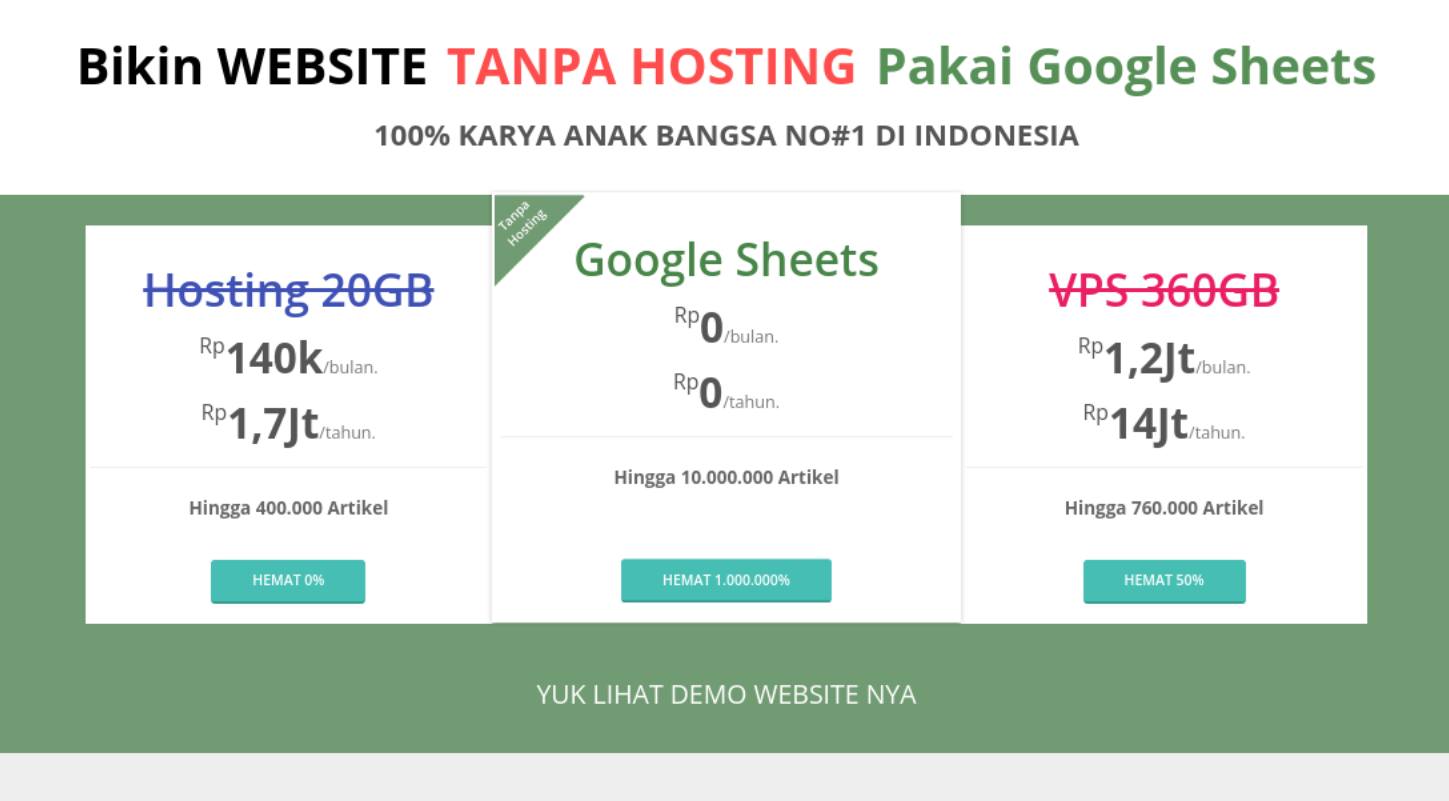 Bikin WEBSITE TANPA HOSTING Pakai Google Sheets
100% KARYA ANAK BANGSA NO#1 DI INDONESIA
Hosting 20GB
Rp140k/bulan.
Rp1,7Jt/tahun.
Hingga 400.000 Artikel
HEMAT 0%
Tanpa
Hosting
Google Sheets
Rp0/bulan.
Rp0/tahun.
Hingga 10.000.000 Artikel
HEMAT 1.000.000%
VPS 360GB
Rp1,2Jt/bulan.
Rp14Jt/tahun.
Hingga 760.000 Artikel
HEMAT 50%
YUK LIHAT DEMO WEBSITE NYA